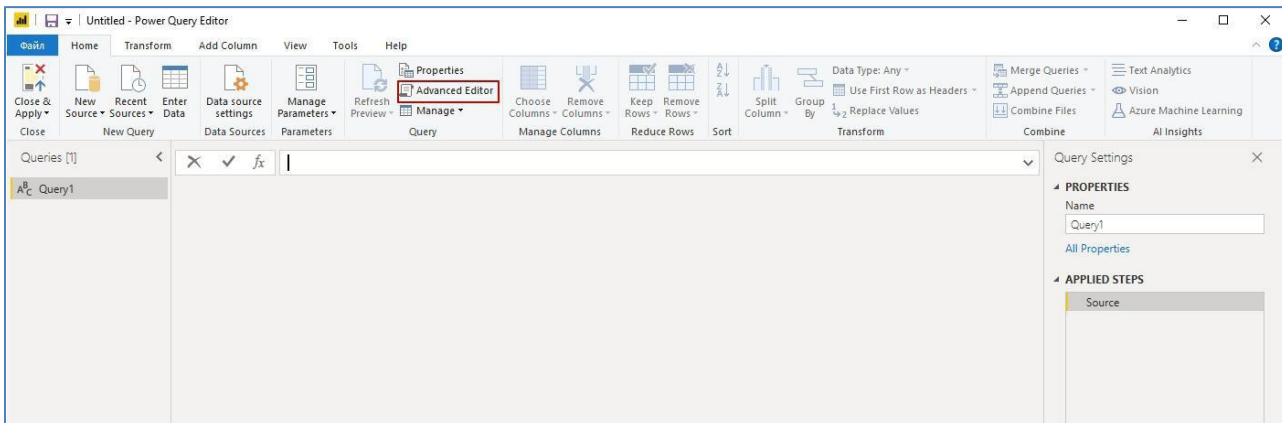 Untitled - Power Query Editor
Файл Home Transform Add Column View Tools Help
Close & Apply
New Source
Recent Sources
Enter Data
Data source settings
Manage Parameters
Refresh Preview
Properties
Advanced Editor
Manage
Choose Columns
Remove Columns
Keep Rows
Remove Rows
Split Column
Group By
Data Type: Any
Use First Row as Headers
Replace Values
Merge Queries
Append Queries
Combine Files
Text Analytics
Vision
Azure Machine Learning
Close New Query Data Sources Parameters Query Manage Columns Reduce Rows Sort Transform Combine AI Insights
Queries [1]
fx
ABC Query1
Query Settings
PROPERTIES
Name
Query1
All Properties
APPLIED STEPS
Source